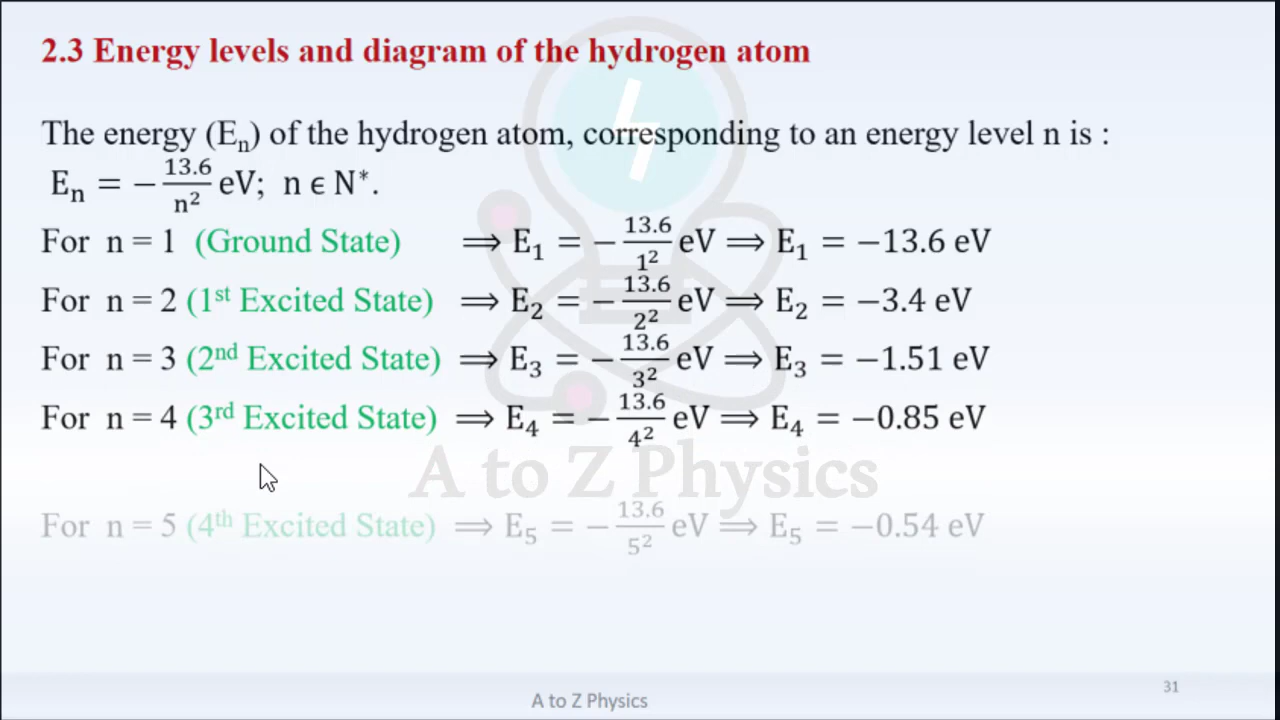 2.3 Energy levels and diagram of the hydrogen atom
The energy (Eₙ) of the hydrogen atom, corresponding to an energy level n is :
Eₙ = −13.6/n² eV; n ϵ N*.
For n = 1 (Ground State) ⟹ E₁ = −13.6/1² eV ⟹ E₁ = −13.6 eV
For n = 2 (1ˢᵗ Excited State) ⟹ E₂ = −13.6/2² eV ⟹ E₂ = −3.4 eV
For n = 3 (2ⁿᵈ Excited State) ⟹ E₃ = −13.6/3² eV ⟹ E₃ = −1.51 eV
For n = 4 (3ʳᵈ Excited State) ⟹ E₄ = −13.6/4² eV ⟹ E₄ = −0.85 eV
A to Z Physics
For n = 5 (4ᵗʰ Excited State) ⟹ E₅ = −13.6/5² eV ⟹ E₅ = −0.54 eV
31
A to Z Physics